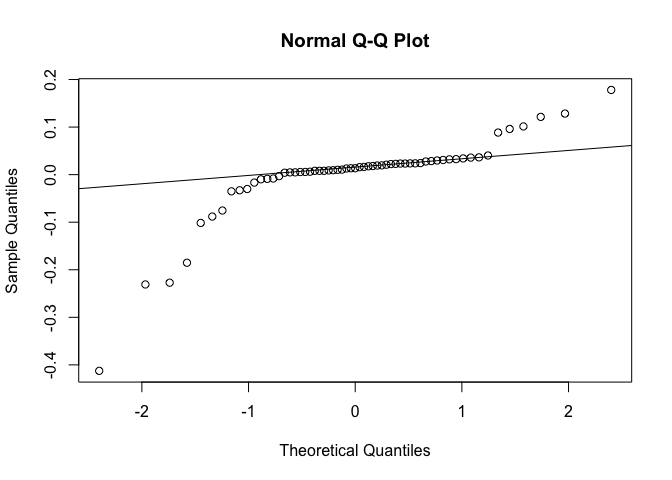 Normal Q-Q Plot
Sample Quantiles
0.2
0.1
0.0
-0.1
-0.2
-0.3
-0.4
-2 -1 0 1 2
Theoretical Quantiles